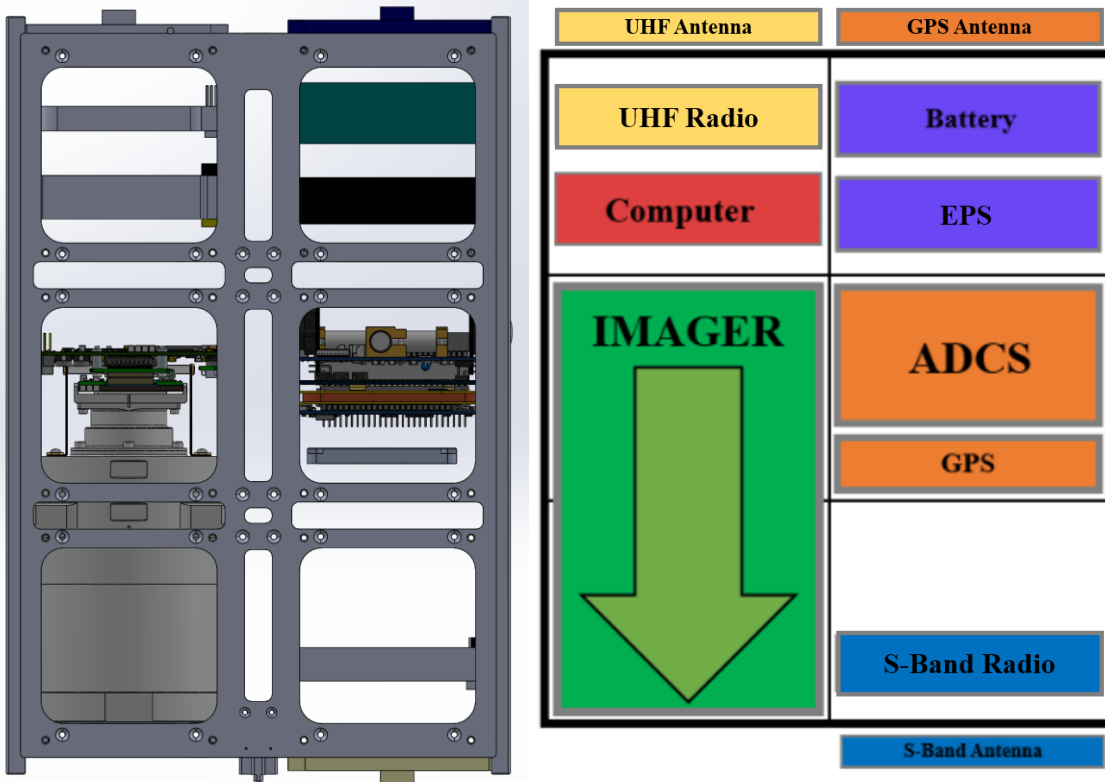 UHF Antenna
GPS Antenna
UHF Radio
Battery
Computer
EPS
IMAGER
ADCS
GPS
S-Band Radio
S-Band Antenna